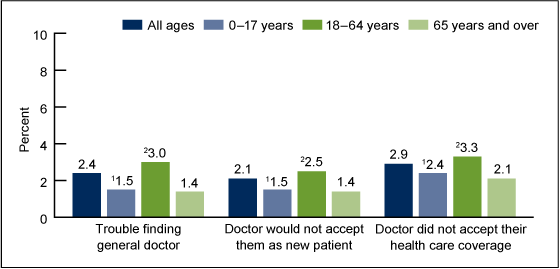 All ages 0–17 years 18–64 years 65 years and over
10
8
6
4
2
0
Percent
2.4 ¹1.5 ²3.0 1.4
2.1 ¹1.5 ²2.5 1.4
2.9 ¹2.4 ²3.3 2.1
Trouble finding
general doctor
Doctor would not accept
them as new patient
Doctor did not accept their
health care coverage